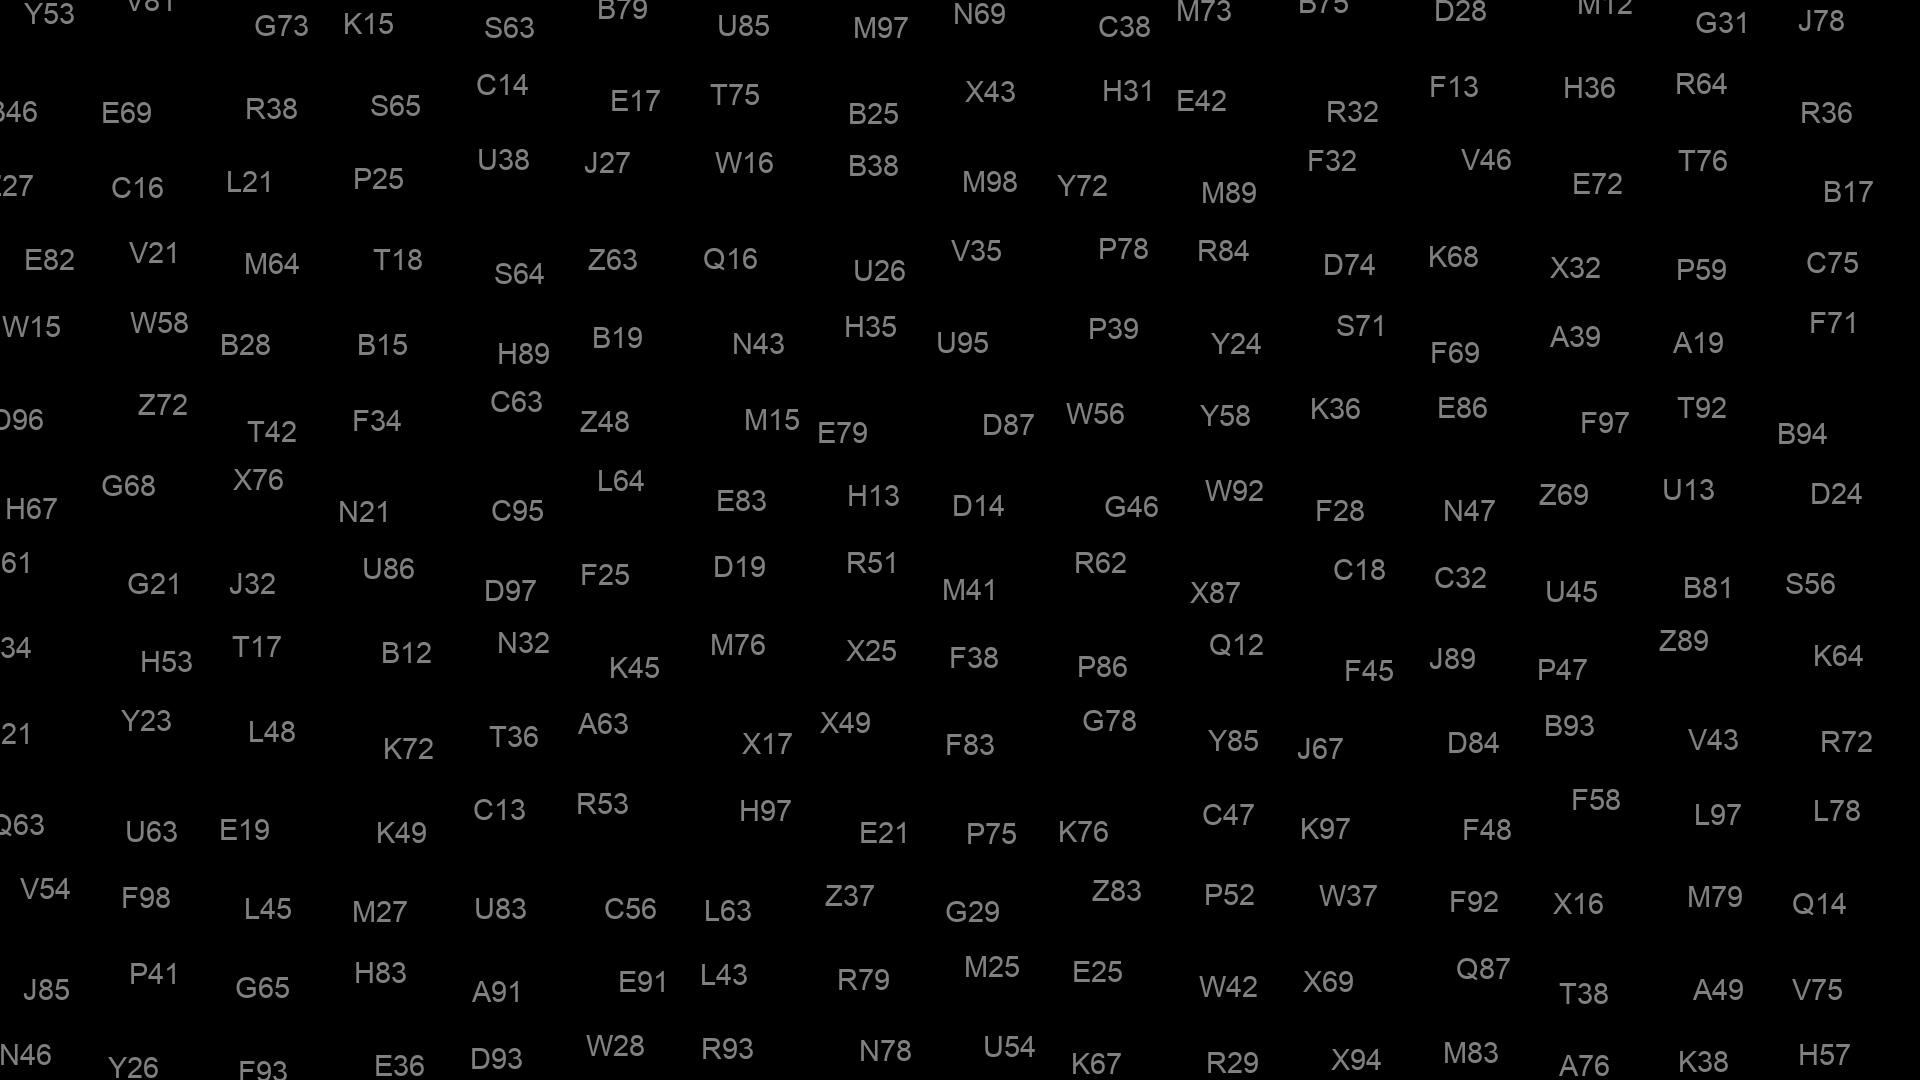 Y53 V81 G73 K15 S63 B79 U85 M97 N69 C38 M73 B75 D28 M12 G31 J78
B46 E69 R38 S65 C14 E17 T75 B25 X43 H31 E42 R32 F13 H36 R64 R36
27 C16 L21 P25 U38 J27 W16 B38 M98 Y72 M89 F32 V46 E72 T76 B17
E82 V21 M64 T18 S64 Z63 Q16 U26 V35 P78 R84 D74 K68 X32 P59 C75
W15 W58 B28 B15 H89 B19 N43 H35 U95 P39 Y24 S71 F69 A39 A19 F71
D96 Z72 T42 F34 C63 Z48 M15 E79 D87 W56 Y58 K36 E86 F97 T92 B94
H67 G68 X76 N21 C95 L64 E83 H13 D14 G46 W92 F28 N47 Z69 U13 D24
61 G21 J32 U86 D97 F25 D19 R51 M41 R62 X87 C18 C32 U45 B81 S56
34 H53 T17 B12 N32 K45 M76 X25 F38 P86 Q12 F45 J89 P47 Z89 K64
21 Y23 L48 K72 T36 A63 X17 X49 F83 G78 Y85 J67 D84 B93 V43 R72
Q63 U63 E19 K49 C13 R53 H97 E21 P75 K76 C47 K97 F48 F58 L97 L78
V54 F98 L45 M27 U83 C56 L63 Z37 G29 Z83 P52 W37 F92 X16 M79 Q14
J85 P41 G65 H83 A91 E91 L43 R79 M25 E25 W42 X69 Q87 T38 A49 V75
N46 Y26 F93 E36 D93 W28 R93 N78 U54 K67 R29 X94 M83 A76 K38 H57